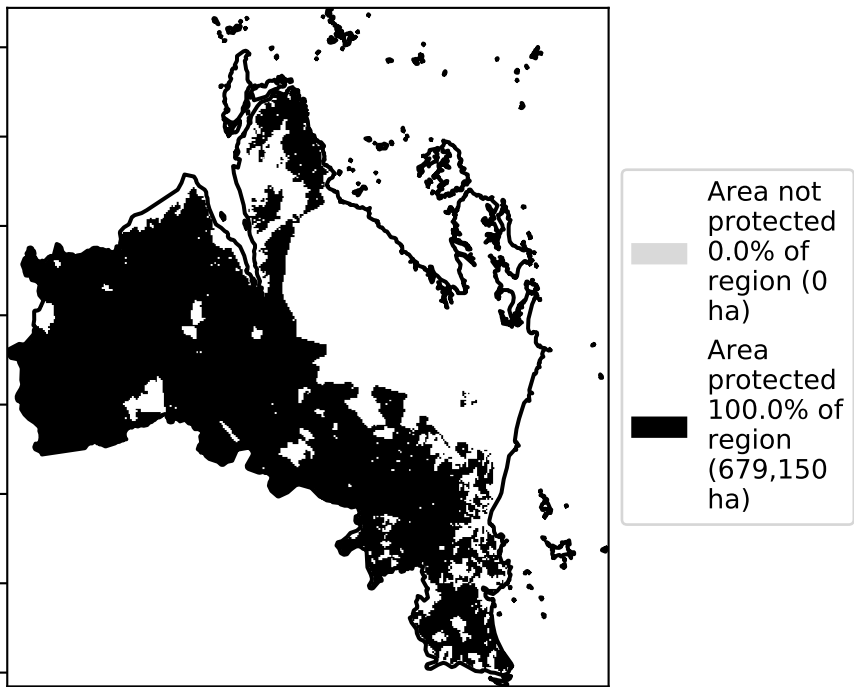 Area not
protected
0.0% of
region (0
ha)
Area
protected
100.0% of
region
(679,150
ha)